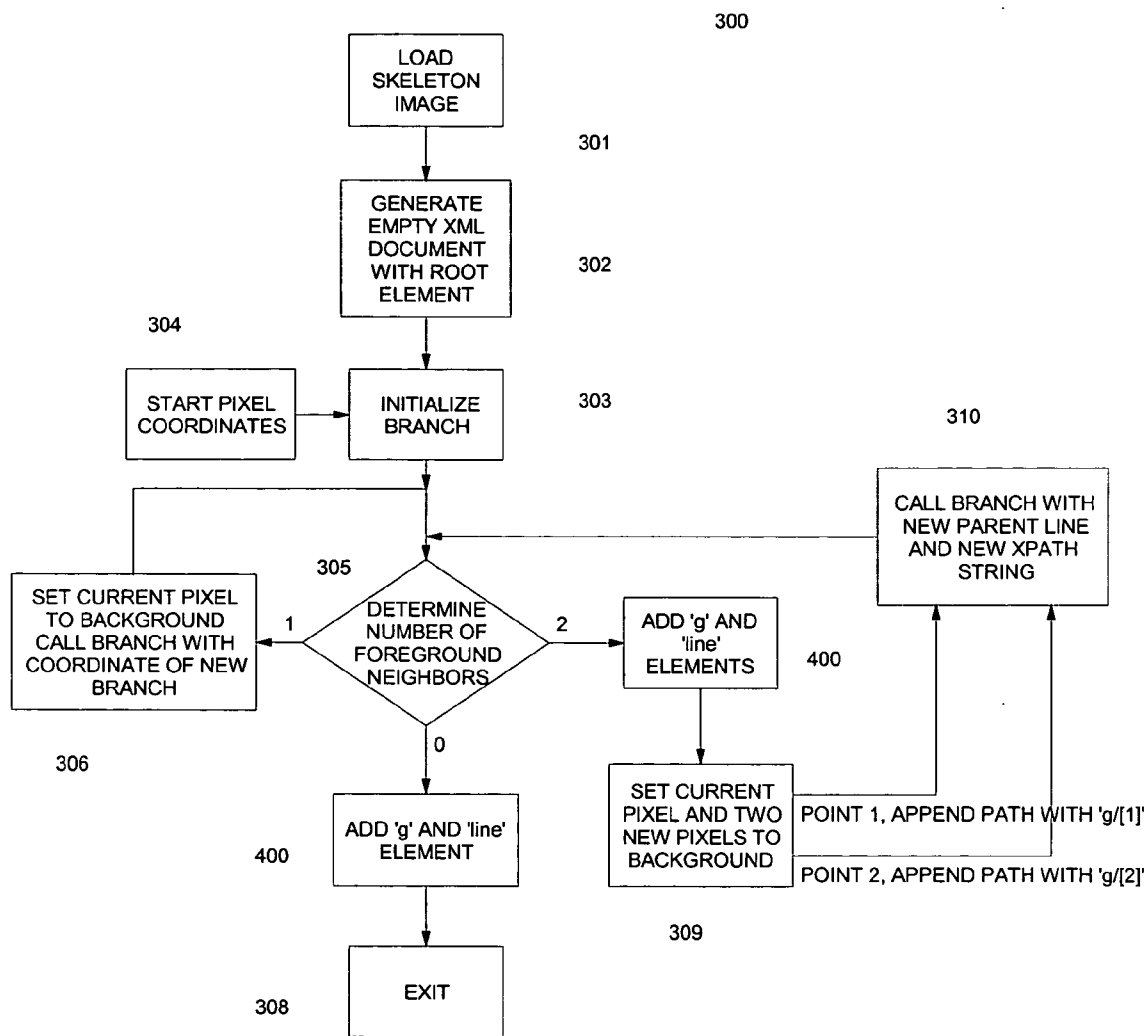 300
LOAD
SKELETON
IMAGE
301
GENERATE
EMPTY XML
DOCUMENT
WITH ROOT
ELEMENT
302
304
START PIXEL
COORDINATES
INITIALIZE
BRANCH
303
310
CALL BRANCH WITH
NEW PARENT LINE
AND NEW XPATH
STRING
305
SET CURRENT PIXEL
TO BACKGROUND
CALL BRANCH WITH
COORDINATE OF NEW
BRANCH
306
1
DETERMINE
NUMBER OF
FOREGROUND
NEIGHBORS
2
0
ADD 'g' AND
'line'
ELEMENTS
400
SET CURRENT
PIXEL AND TWO
NEW PIXELS TO
BACKGROUND
309
POINT 1, APPEND PATH WITH 'g/[1]'
POINT 2, APPEND PATH WITH 'g/[2]'
ADD 'g' AND 'line'
ELEMENT
400
EXIT
308